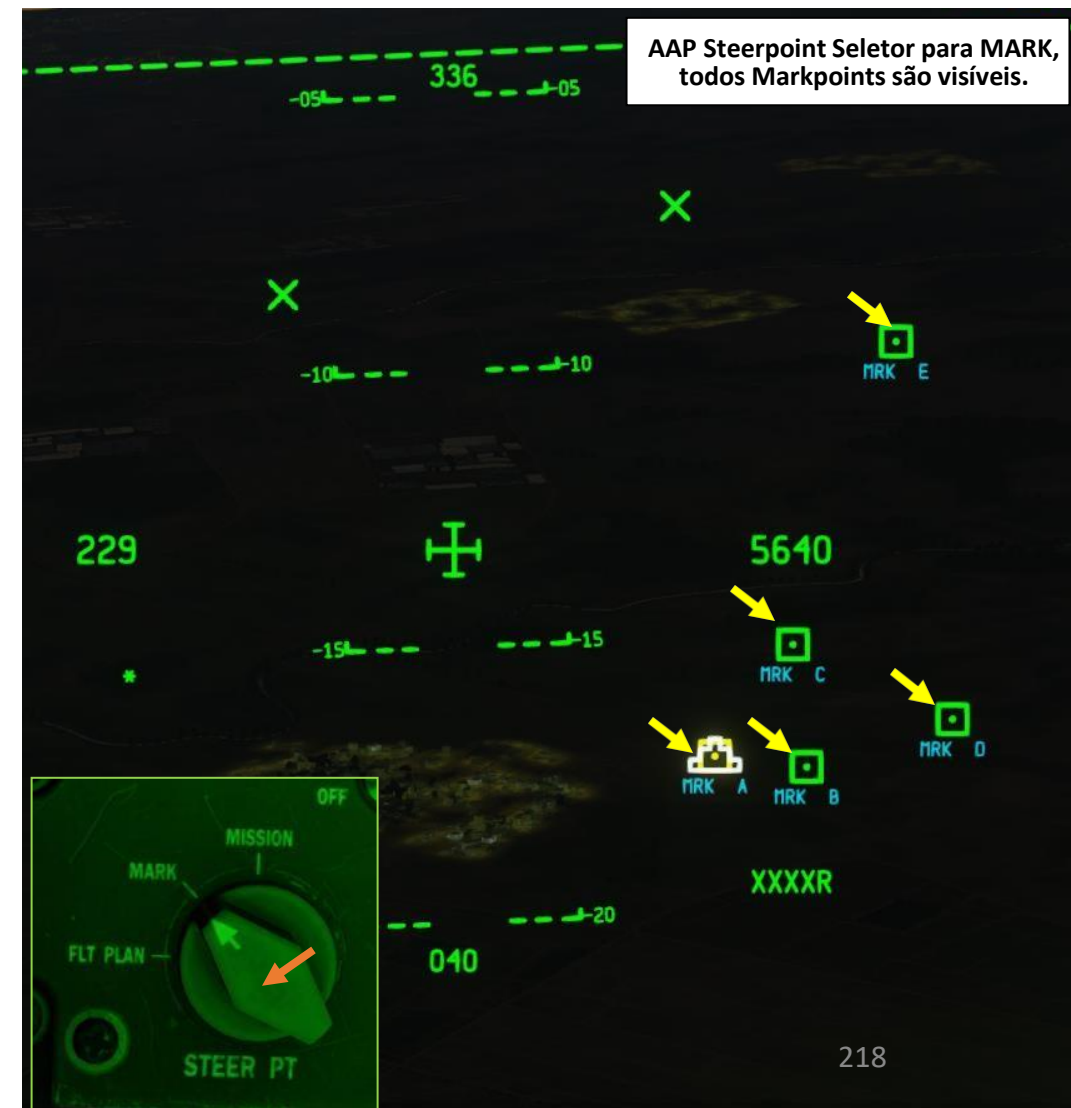 AAP Steerpoint Seletor para MARK,
todos Markpoints são visíveis.
336
-05 -05
-10 -10
MRK E
229 5640
-15 -15
MRK C
MRK D
MRK A MRK B
XXXXR
-20
040
OFF
MISSION
MARK
FLT PLAN
STEER PT
218